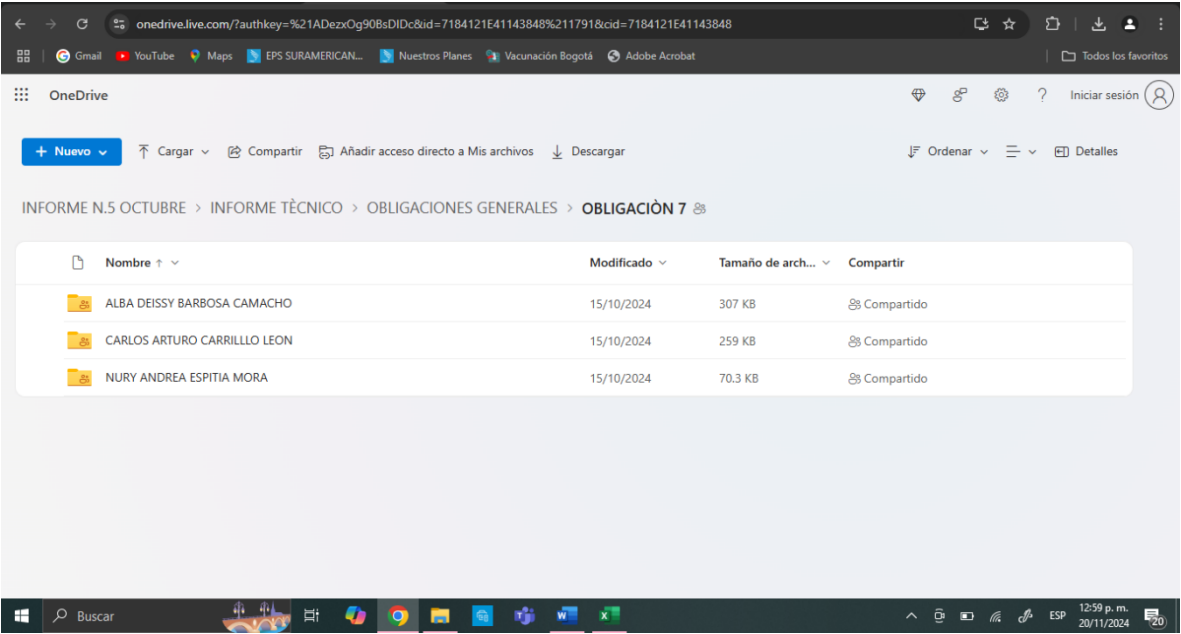 onedrive.live.com/?authkey=%21ADezxOg90BsDIDc&id=7184121E41143848%211791&cid=7184121E41143848
Gmail YouTube Maps EPS SURAMERICAN... Nuestros Planes Vacunación Bogotá Adobe Acrobat Todos los favoritos
OneDrive ? Iniciar sesión
+ Nuevo Cargar Compartir Añadir acceso directo a Mis archivos Descargar Ordenar Detalles
INFORME N.5 OCTUBRE > INFORME TÈCNICO > OBLIGACIONES GENERALES > OBLIGACIÒN 7
Nombre ↑ Modificado Tamaño de arch... Compartir
ALBA DEISSY BARBOSA CAMACHO 15/10/2024 307 KB Compartido
CARLOS ARTURO CARRILLLO LEON 15/10/2024 259 KB Compartido
NURY ANDREA ESPITIA MORA 15/10/2024 70.3 KB Compartido
Buscar ESP 12:59 p. m.
20/11/2024 20